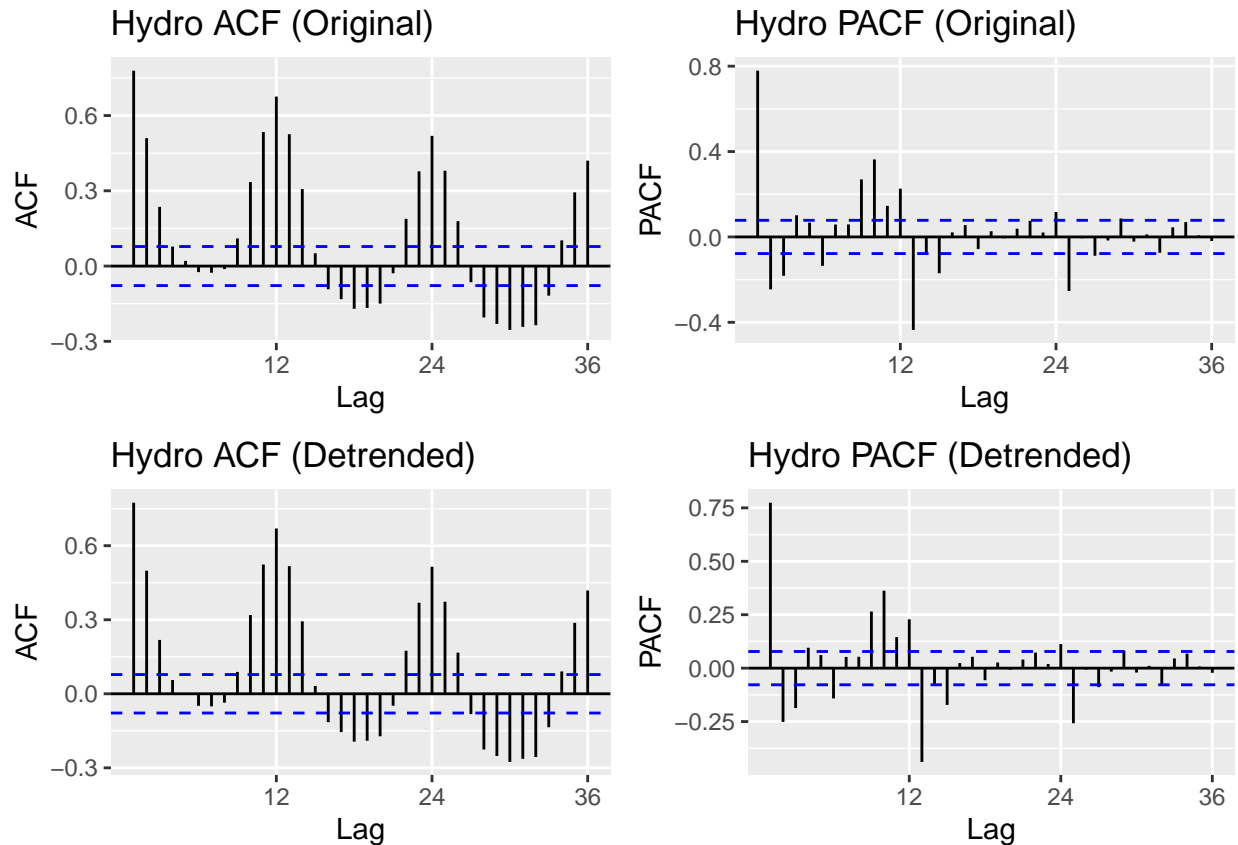 Hydro ACF (Original)
ACF
0.6
0.3
0.0
−0.3
12
24
36
Lag
Hydro PACF (Original)
PACF
0.8
0.4
0.0
−0.4
12
24
36
Lag
Hydro ACF (Detrended)
ACF
0.6
0.3
0.0
−0.3
12
24
36
Lag
Hydro PACF (Detrended)
PACF
0.75
0.50
0.25
0.00
−0.25
12
24
36
Lag